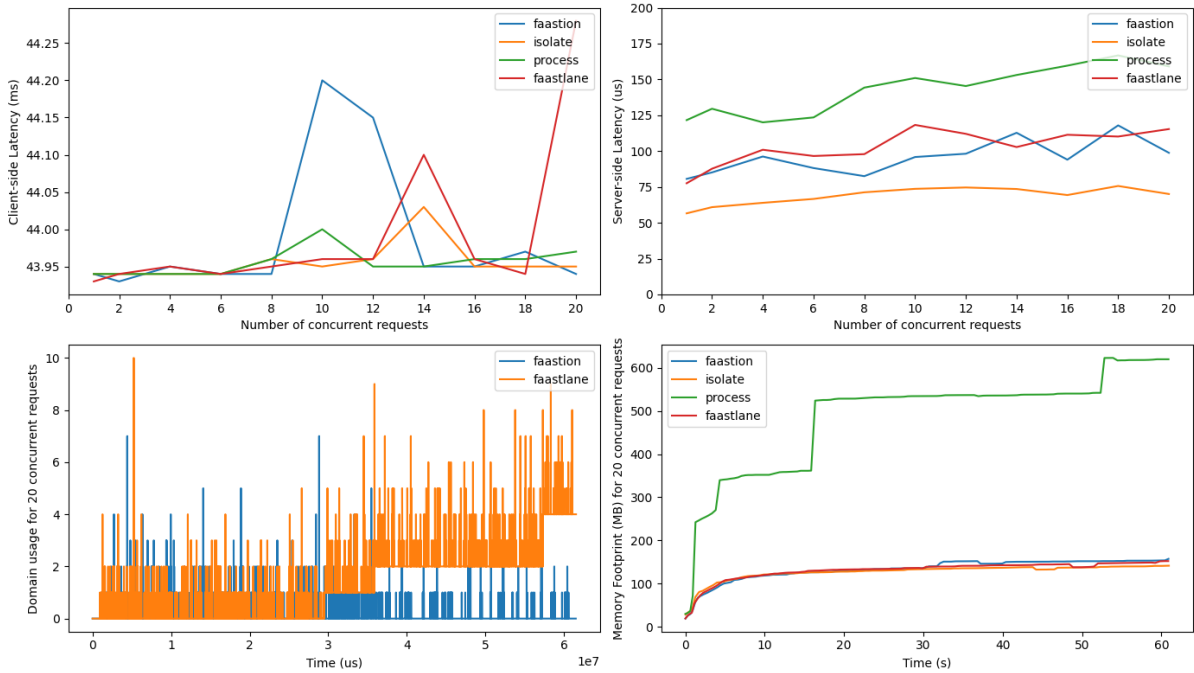 44.25
44.20
44.15
44.10
44.05
44.00
43.95
Client-side Latency (ms)
0 2 4 6 8 10 12 14 16 18 20
Number of concurrent requests
faastion
isolate
process
faastlane
200
175
150
125
100
75
50
25
0
Server-side Latency (us)
0 2 4 6 8 10 12 14 16 18 20
Number of concurrent requests
faastion
isolate
process
faastlane
10
8
6
4
2
0
Domain usage for 20 concurrent requests
0 1 2 3 4 5 6
1e7
Time (us)
faastion
faastlane
600
500
400
300
200
100
0
Memory Footprint (MB) for 20 concurrent requests
0 10 20 30 40 50 60
Time (s)
faastion
isolate
process
faastlane